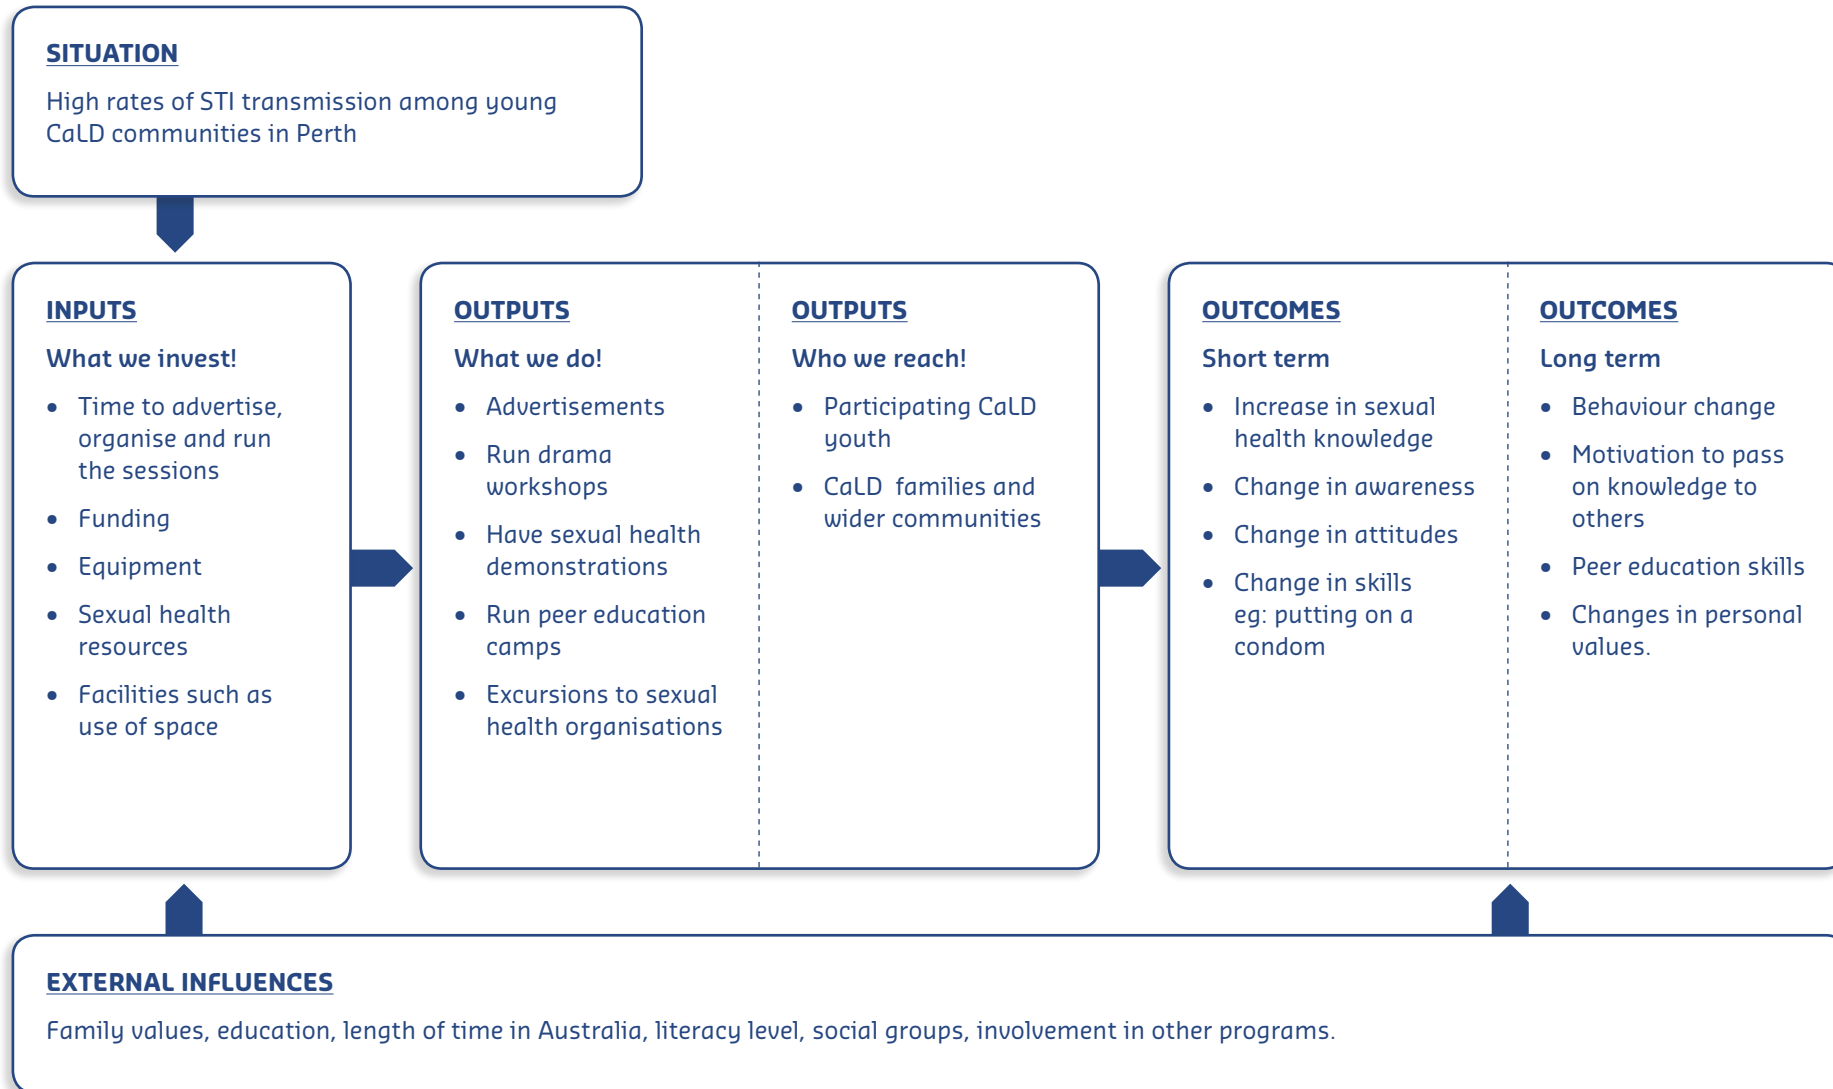 SITUATION
High rates of STI transmission among young
CaLD communities in Perth
INPUTS
What we invest!
• Time to advertise,
organise and run
the sessions
• Funding
• Equipment
• Sexual health
resources
• Facilities such as
use of space
OUTPUTS
What we do!
• Advertisements
• Run drama
workshops
• Have sexual health
demonstrations
• Run peer education
camps
• Excursions to sexual
health organisations
OUTPUTS
Who we reach!
• Participating CaLD
youth
• CaLD  families and
wider communities
OUTCOMES
Short term
• Increase in sexual
health knowledge
• Change in awareness
• Change in attitudes
• Change in skills
eg: putting on a
condom
OUTCOMES
Long term
• Behaviour change
• Motivation to pass
on knowledge to
others
• Peer education skills
• Changes in personal
values.
EXTERNAL INFLUENCES
Family values, education, length of time in Australia, literacy level, social groups, involvement in other programs.